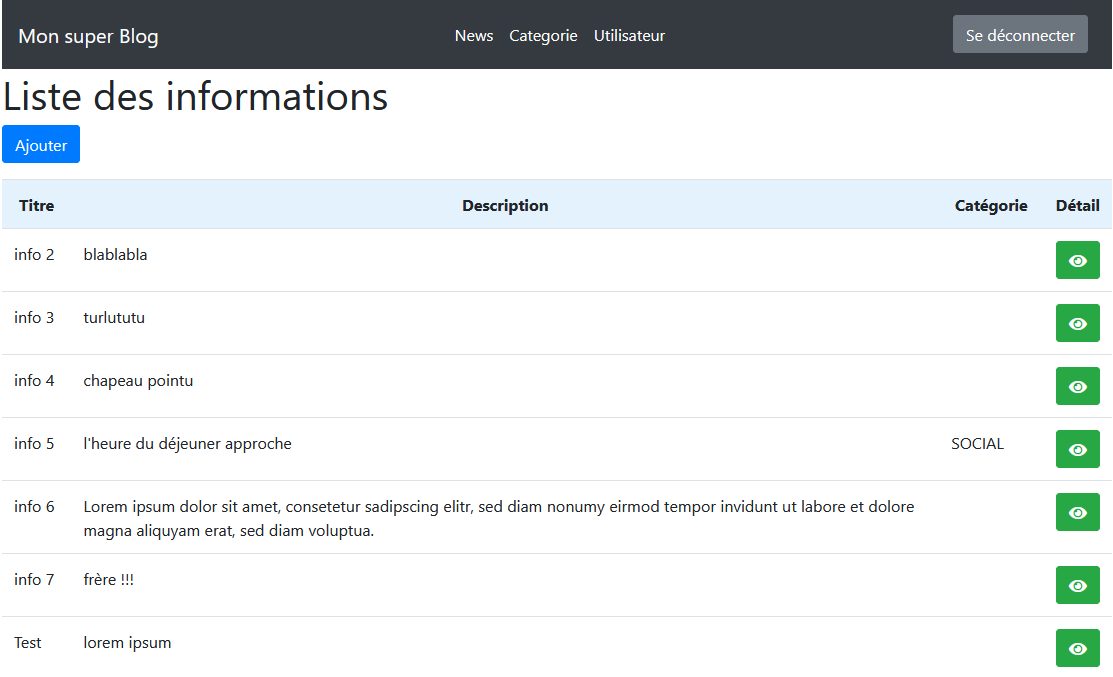 Mon super Blog News Categorie Utilisateur Se déconnecter
Liste des informations
Ajouter
Titre Description Catégorie Détail
info 2 blablabla
info 3 turlututu
info 4 chapeau pointu
info 5 l'heure du déjeuner approche SOCIAL
info 6 Lorem ipsum dolor sit amet, consetetur sadipscing elitr, sed diam nonumy eirmod tempor invidunt ut labore et dolore
magna aliquyam erat, sed diam voluptua.
info 7 frère !!!
Test lorem ipsum